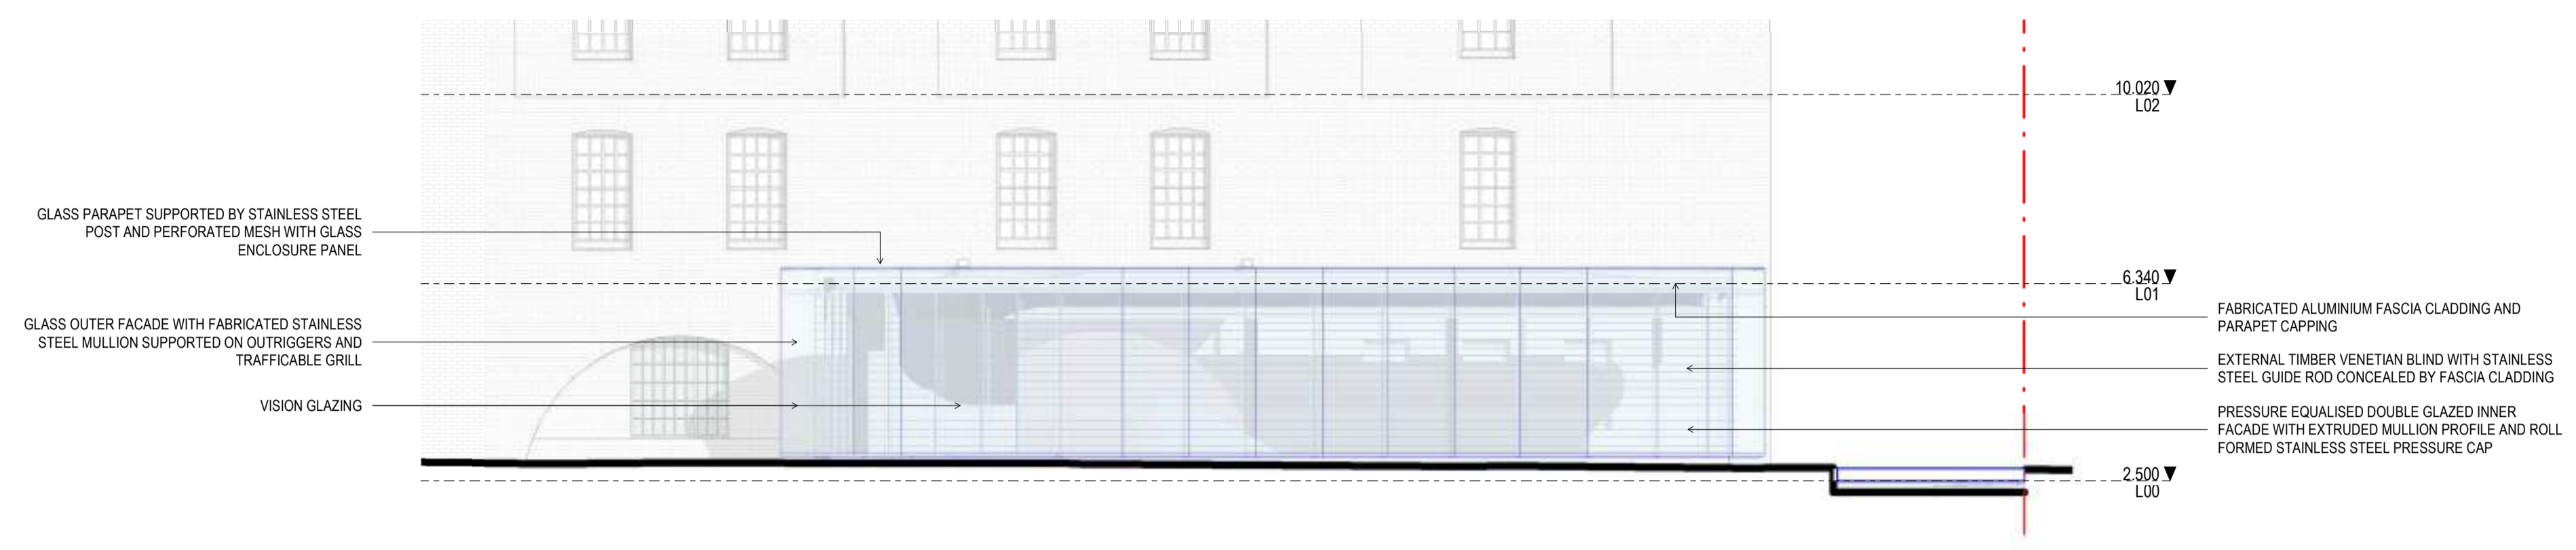 GLASS PARAPET SUPPORTED BY STAINLESS STEEL
POST AND PERFORATED MESH WITH GLASS
ENCLOSURE PANEL
GLASS OUTER FACADE WITH FABRICATED STAINLESS
STEEL MULLION SUPPORTED ON OUTRIGGERS AND
TRAFFICABLE GRILL
VISION GLAZING
10.020
L02
6.340
L01
2.500
L00
FABRICATED ALUMINIUM FASCIA CLADDING AND
PARAPET CAPPING
EXTERNAL TIMBER VENETIAN BLIND WITH STAINLESS
STEEL GUIDE ROD CONCEALED BY FASCIA CLADDING
PRESSURE EQUALISED DOUBLE GLAZED INNER
FACADE WITH EXTRUDED MULLION PROFILE AND ROLL
FORMED STAINLESS STEEL PRESSURE CAP